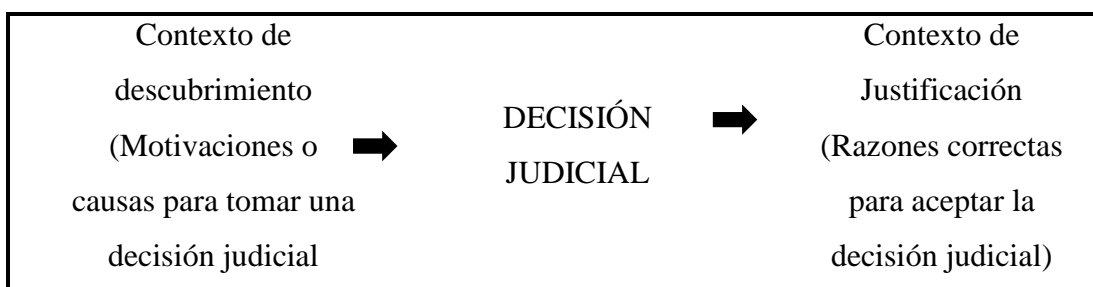 Contexto de
descubrimiento
(Motivaciones o
causas para tomar una
decisión judicial
DECISIÓN
JUDICIAL
Contexto de
Justificación
(Razones correctas
para aceptar la
decisión judicial)